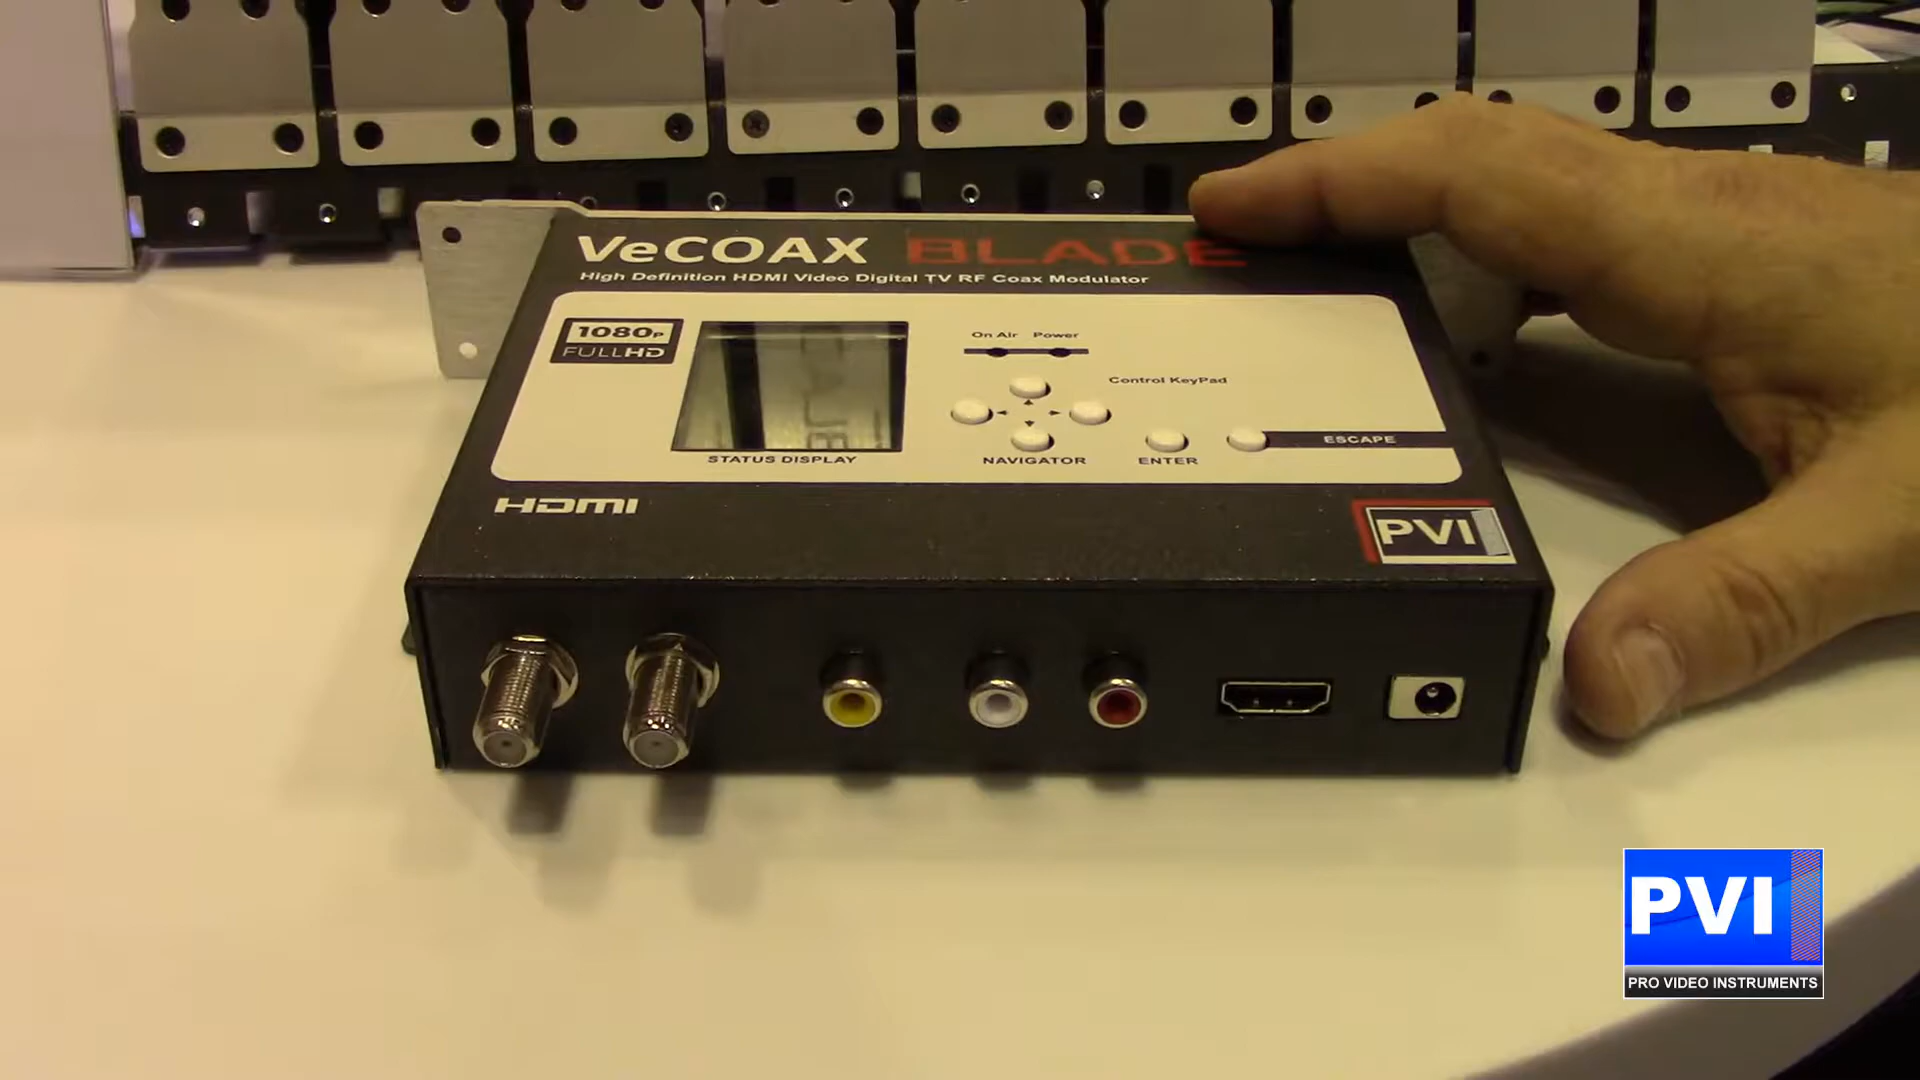 VeCOAX BLADE
High Definition HDMI Video Digital TV RF Coax Modulator
1080P
FULLHD
On Air Power
Control KeyPad
ESCAPE
STATUS DISPLAY
NAVIGATOR
ENTER
HDMI
PVI
PVI
PRO VIDEO INSTRUMENTS